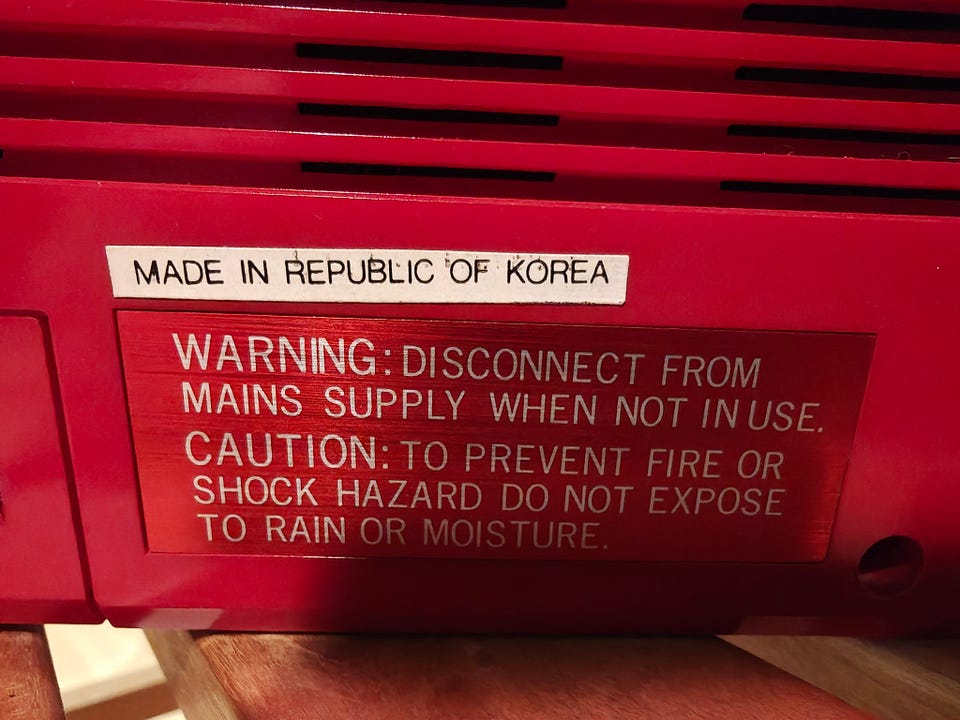 MADE IN REPUBLIC OF KOREA
WARNING: DISCONNECT FROM
MAINS SUPPLY WHEN NOT IN USE.
CAUTION: TO PREVENT FIRE OR
SHOCK HAZARD DO NOT EXPOSE
TO RAIN OR MOISTURE.